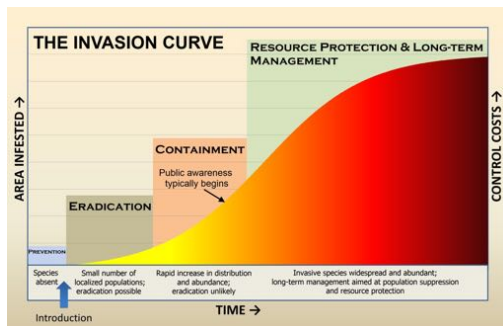 THE INVASION CURVE
RESOURCE PROTECTION & LONG-TERM
MANAGEMENT
CONTAINMENT
Public awareness
typically begins
ERADICATION
PREVENTION
AREA INFESTED →
CONTROL COSTS →
Species
absent
Small number of
localized populations;
eradication possible
Rapid increase in distribution
and abundance;
eradication unlikely
Invasive species widespread and abundant;
long-term management aimed at population suppression
and resource protection
TIME →
Introduction